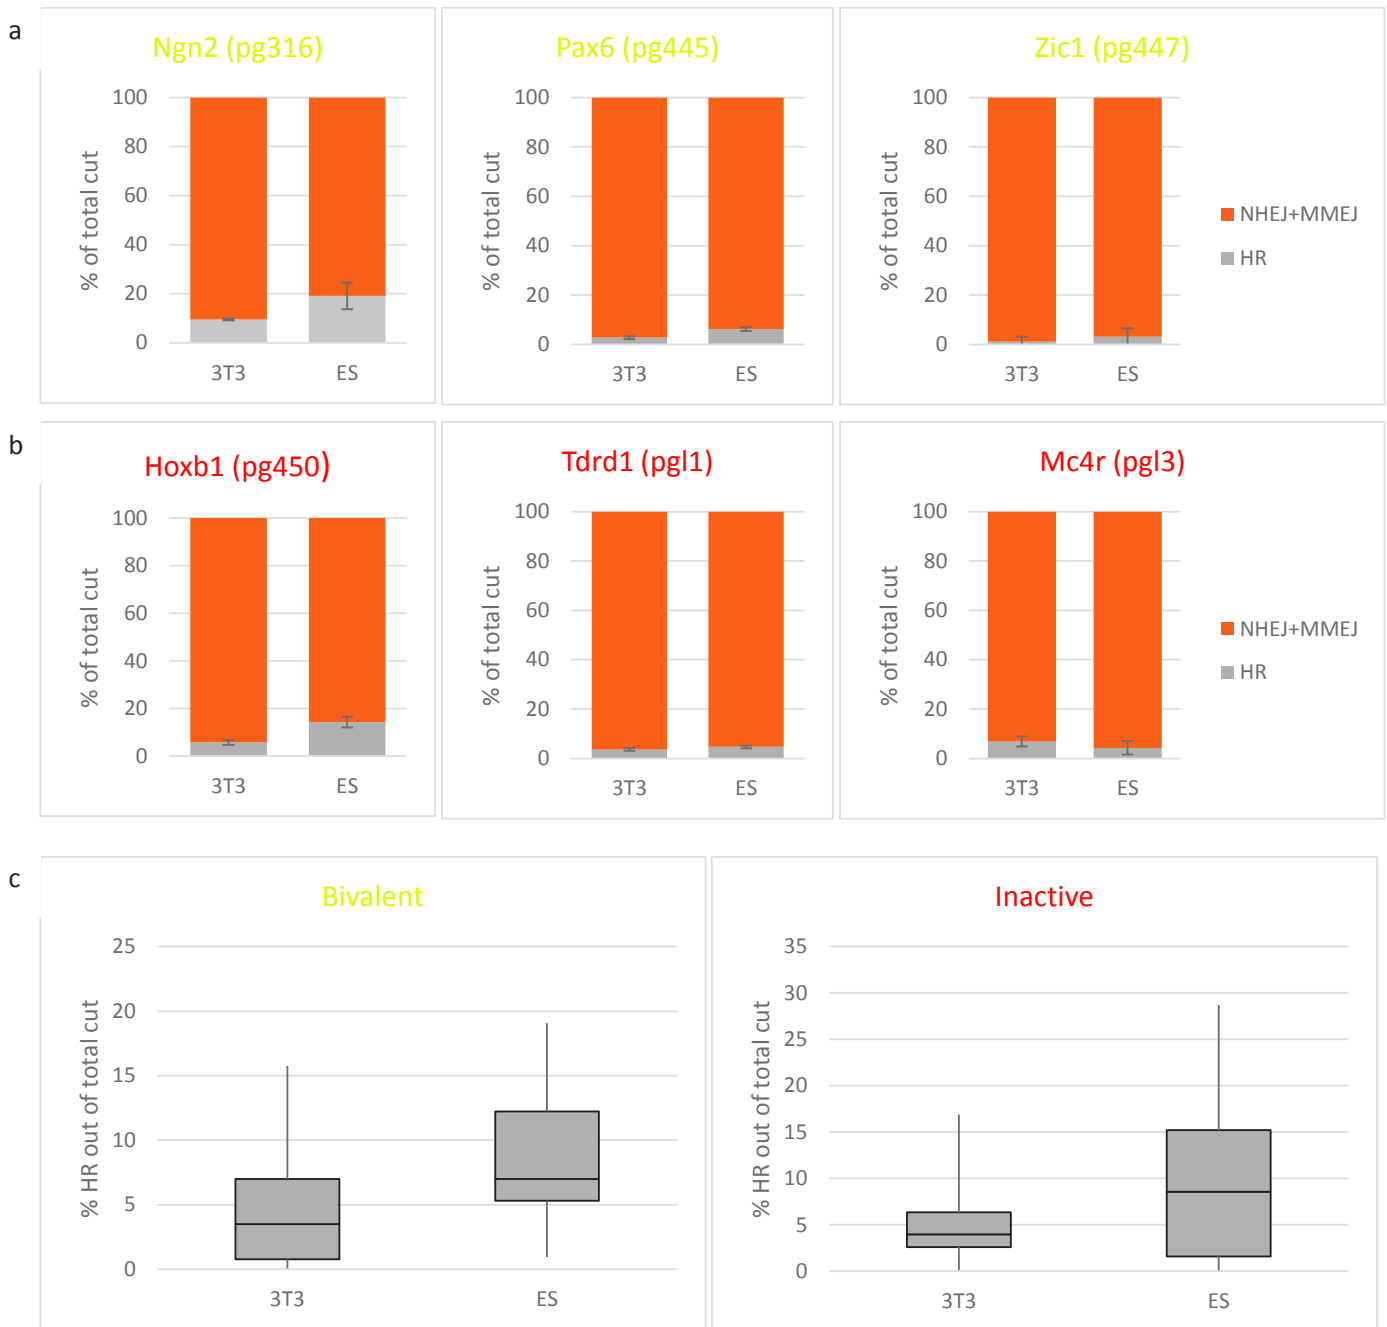 a
Ngn2 (pg316)
Pax6 (pg445)
Zic1 (pg447)
% of total cut
100
80
60
40
20
0
3T3
ES
% of total cut
100
80
60
40
20
0
3T3
ES
% of total cut
100
80
60
40
20
0
3T3
ES
NHEJ+MMEJ
HR
b
Hoxb1 (pg450)
Tdrd1 (pgl1)
Mc4r (pgl3)
% of total cut
100
80
60
40
20
0
3T3
ES
% of total cut
100
80
60
40
20
0
3T3
ES
% of total cut
100
80
60
40
20
0
3T3
ES
NHEJ+MMEJ
HR
c
Bivalent
% HR out of total cut
25
20
15
10
5
0
3T3
ES
Inactive
% HR out of total cut
35
30
25
20
15
10
5
0
3T3
ES